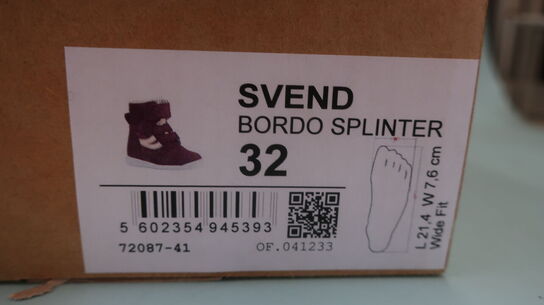 SVEND
BORDO SPLINTER
32
5 602354 945393
72087-41
OF.041233
L 21,4 W 7,6 cm
Wide Fit